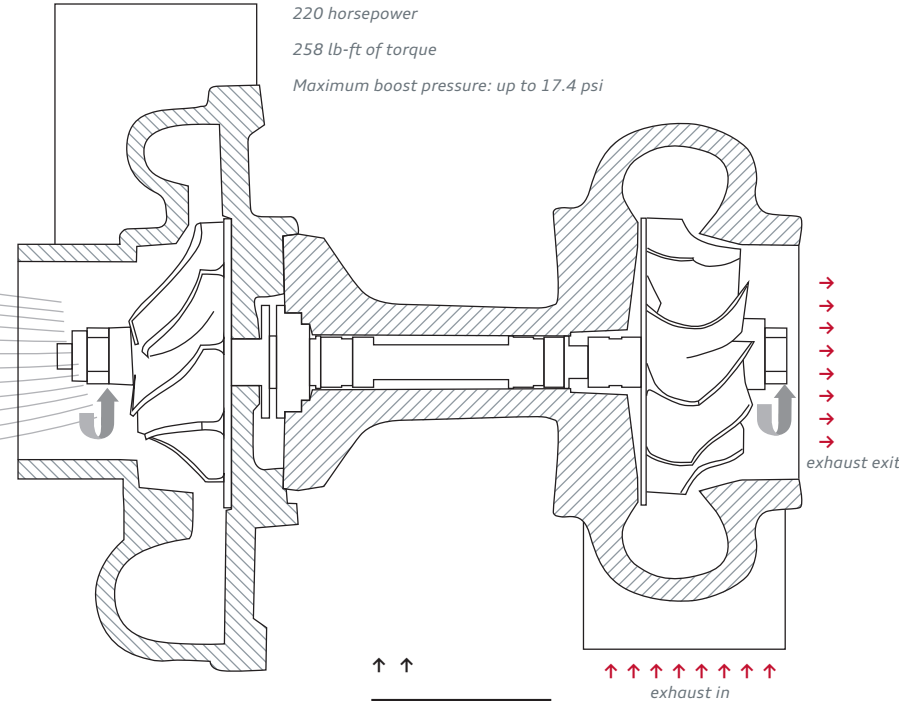 220 horsepower
258 lb-ft of torque
Maximum boost pressure: up to 17.4 psi
exhaust exit
exhaust in